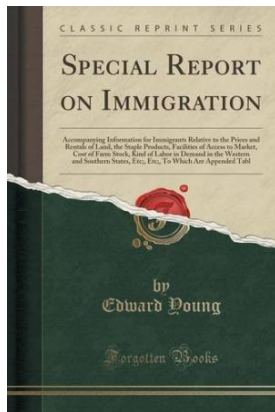 CLASSIC REPRINT SERIES
SPECIAL REPORT
ON IMMIGRATION
Accompanying Information for Immigrants Relative to the Prices and
Rentals of Land, the Staple Products, Facilities of Access to Market,
Cost of Farm Stock, Kind of Labor in Demand in the Western
and Southern States, Etc;, Etc;, To Which Are Appended Tabl
by
Edward Young
Forgotten Books